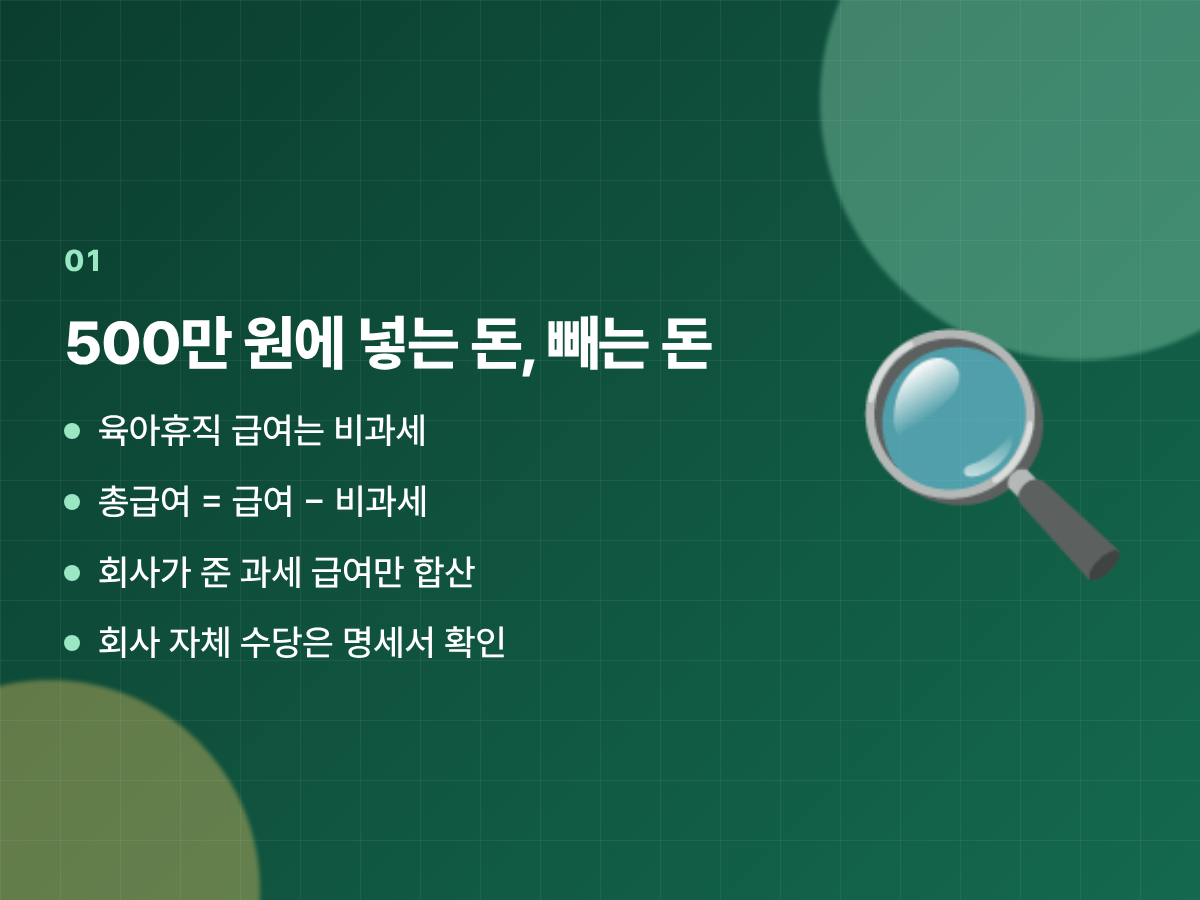 01
500만 원에 넣는 돈, 빼는 돈
육아휴직 급여는 비과세
총급여 = 급여 − 비과세
회사가 준 과세 급여만 합산
회사 자체 수당은 명세서 확인